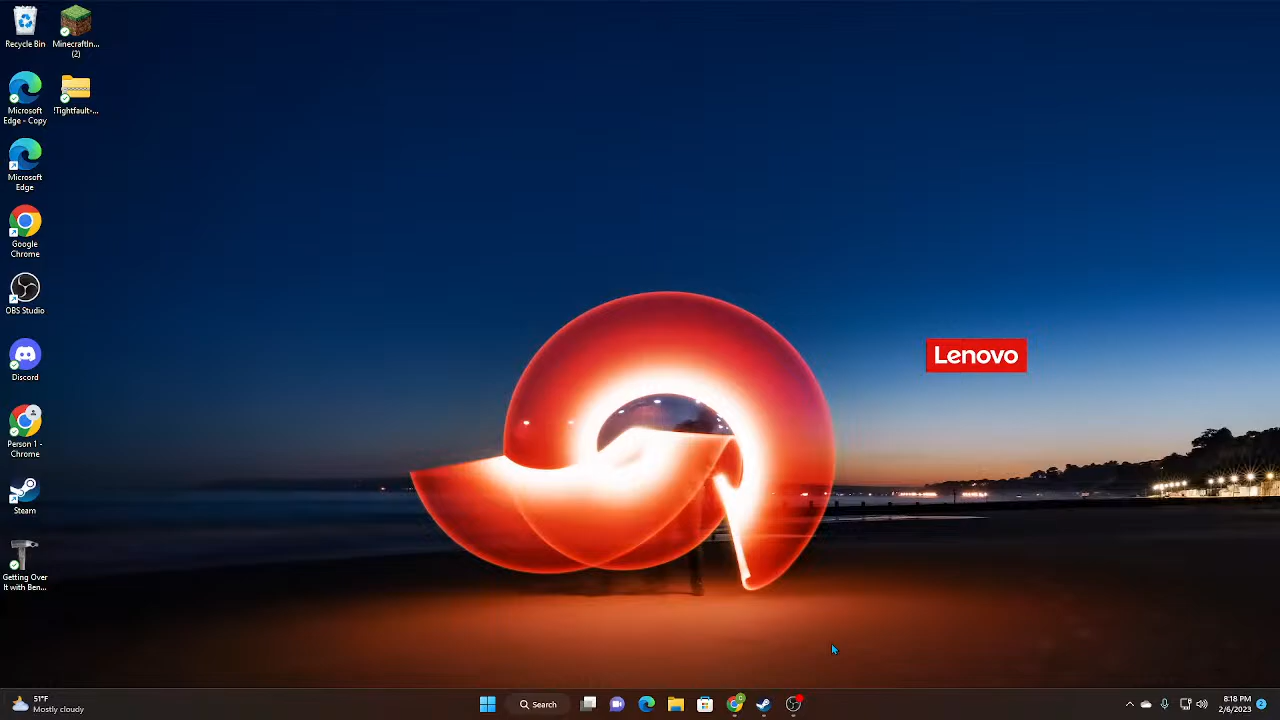 Recycle Bin
MinecraftIn...
(2)
Microsoft
Edge - Copy
!Tightfault-...
Microsoft
Edge
Google
Chrome
OBS Studio
Discord
Person 1 -
Chrome
Steam
Getting Over
It with Ben...
Lenovo
51°F
Mostly cloudy
Search
8:18 PM
2/6/2023
2